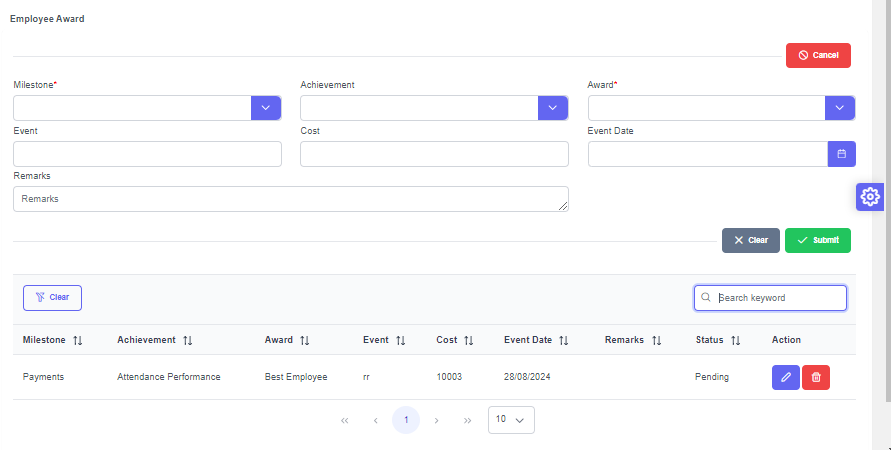 Employee Award
Cancel
Milestone* Achievement Award*
Event Cost Event Date
Remarks
Remarks
Clear Submit
Clear Search keyword
Milestone Achievement Award Event Cost Event Date Remarks Status Action
Payments Attendance Performance Best Employee rr 10003 28/08/2024 Pending
<< < 1 > >> 10